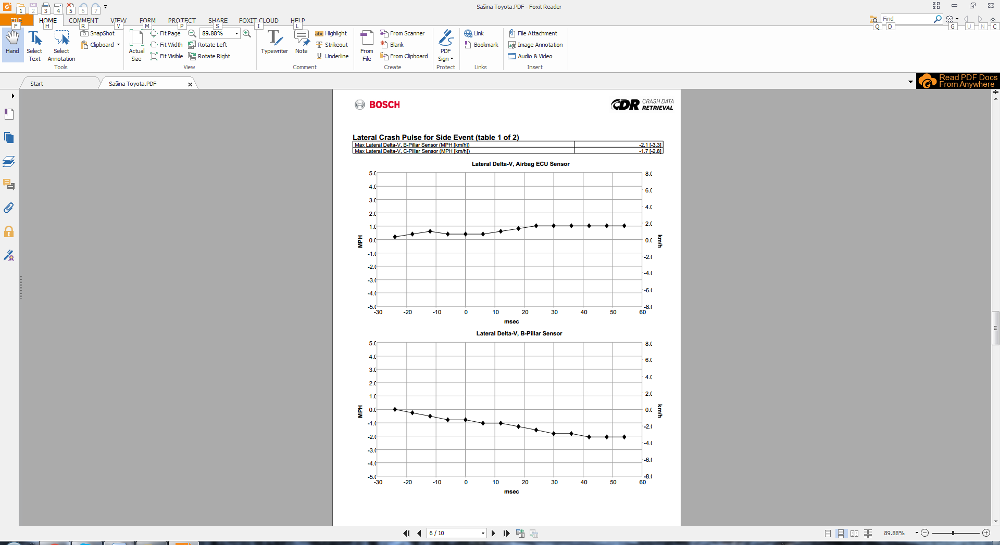 Sašina Toyota.PDF - Foxit Reader
1 2 3 4 5 6 7
FILE HOME COMMENT VIEW FORM PROTECT SHARE FOXIT CLOUD HELP
Find
F H R V M P S I L Q D G U N C
Hand
Select Text
Select Annotation
SnapShot
Clipboard
Tools
Actual Size
Fit Page
Fit Width
Fit Visible
89.88%
Rotate Left
Rotate Right
View
Typewriter
Note
Highlight
Strikeout
Underline
Comment
From File
From Scanner
Blank
From Clipboard
Create
PDF Sign
Protect
Link
Bookmark
Links
File Attachment
Image Annotation
Audio & Video
Insert
Start
Sašina Toyota.PDF
Read PDF Docs
From Anywhere
BOSCH
CDR CRASH DATA
RETRIEVAL
Lateral Crash Pulse for Side Event (table 1 of 2)
Max Lateral Delta-V, B-Pillar Sensor (MPH [km/h]) -2.1 [-3.3]
Max Lateral Delta-V, C-Pillar Sensor (MPH [km/h]) -1.7 [-2.8]
Lateral Delta-V, Airbag ECU Sensor
5.0 8.0
4.0 6.0
3.0 4.0
2.0 2.0
1.0
MPH 0.0 0.0 km/h
-1.0 -2.0
-2.0 -4.0
-3.0 -6.0
-4.0
-5.0 -8.0
-30 -20 -10 0 10 20 30 40 50 60
msec
Lateral Delta-V, B-Pillar Sensor
5.0 8.0
4.0 6.0
3.0 4.0
2.0 2.0
1.0
MPH 0.0 0.0 km/h
-1.0 -2.0
-2.0 -4.0
-3.0 -6.0
-4.0
-5.0 -8.0
-30 -20 -10 0 10 20 30 40 50 60
msec
6 / 10
89.88%